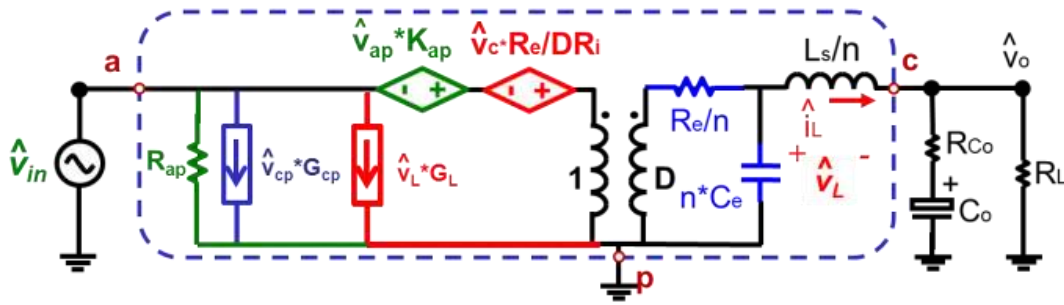 v̂ap*Kap
v̂c*Re/DRi
Ls/n
a
c
v̂o
v̂in
Rap
v̂cp*Gcp
v̂L*GL
1
D
Re/n
n*Ce
îL
+ v̂L -
RCo
+
Co
RL
p
- +
- +